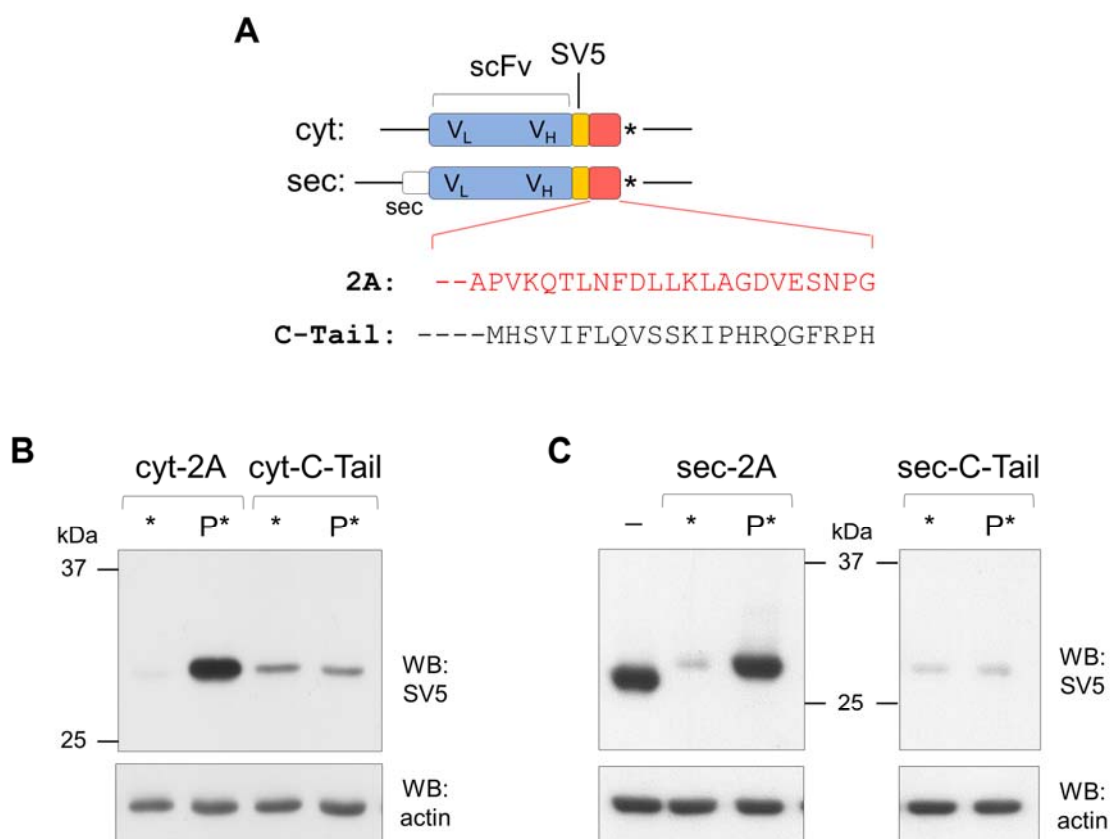 A
SV5
scFv
cyt: VL VH *
sec: VL VH *
sec
2A: --APVKQTLNFDLLKLAGDVESNPG
C-Tail: ----MHSVIFLQVSSKIPHRQGFRPH
B
cyt-2A cyt-C-Tail
* P* * P*
kDa
37
25
WB:
SV5
WB:
actin
C
sec-2A sec-C-Tail
– * P* kDa * P*
37
25
WB:
SV5
WB:
actin